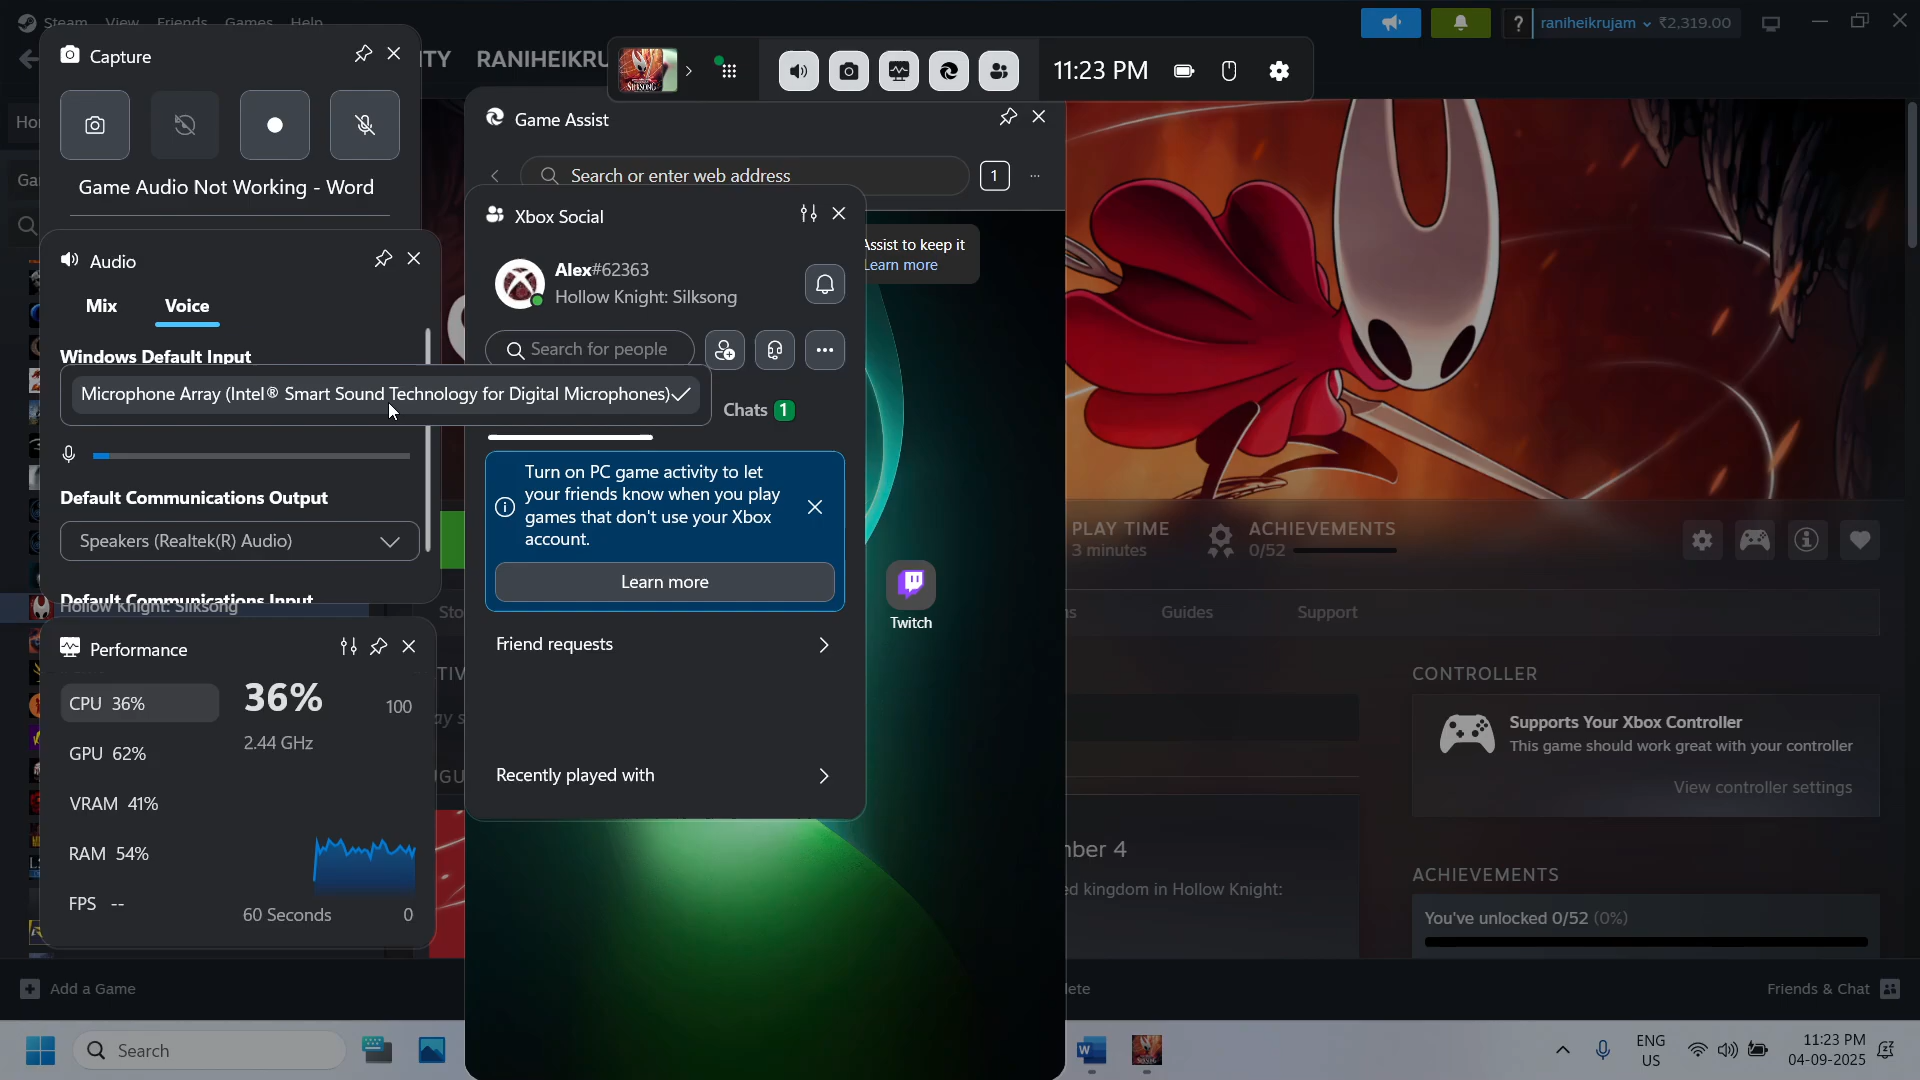 Steam View Friends Games Help
raniheikrujam
₹2,319.00
RANIHEIKRU
11:23 PM
Capture
Game Audio Not Working - Word
Audio
Mix
Voice
Windows Default Input
Microphone Array (Intel® Smart Sound Technology for Digital Microphones)
Default Communications Output
Speakers (Realtek(R) Audio)
Default Communications Input
Hollow Knight: Silksong
Performance
CPU 36%
GPU 62%
VRAM 41%
RAM 54%
FPS --
36%
2.44 GHz
100
60 Seconds
0
Game Assist
Search or enter web address
1
Assist to keep it
Learn more
Xbox Social
Alex#62363
Hollow Knight: Silksong
Search for people
Chats 1
Turn on PC game activity to let
your friends know when you play
games that don't use your Xbox
account.
Learn more
Friend requests
Recently played with
Twitch
PLAY TIME
3 minutes
ACHIEVEMENTS
0/52
Guides
Support
CONTROLLER
Supports Your Xbox Controller
This game should work great with your controller
View controller settings
ber 4
ed kingdom in Hollow Knight:
ACHIEVEMENTS
You've unlocked 0/52 (0%)
Add a Game
Friends & Chat
Search
ENG
US
11:23 PM
04-09-2025